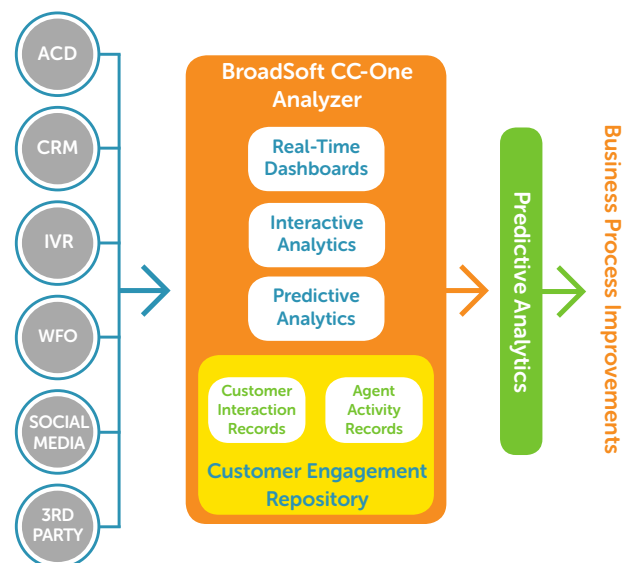 ACD
CRM
IVR
WFO
SOCIAL
MEDIA
3RD
PARTY
BroadSoft CC-One
Analyzer
Real-Time
Dashboards
Interactive
Analytics
Predictive
Analytics
Customer
Interaction
Records
Agent
Activity
Records
Customer Engagement
Repository
Predictive Analytics
Business Process Improvements